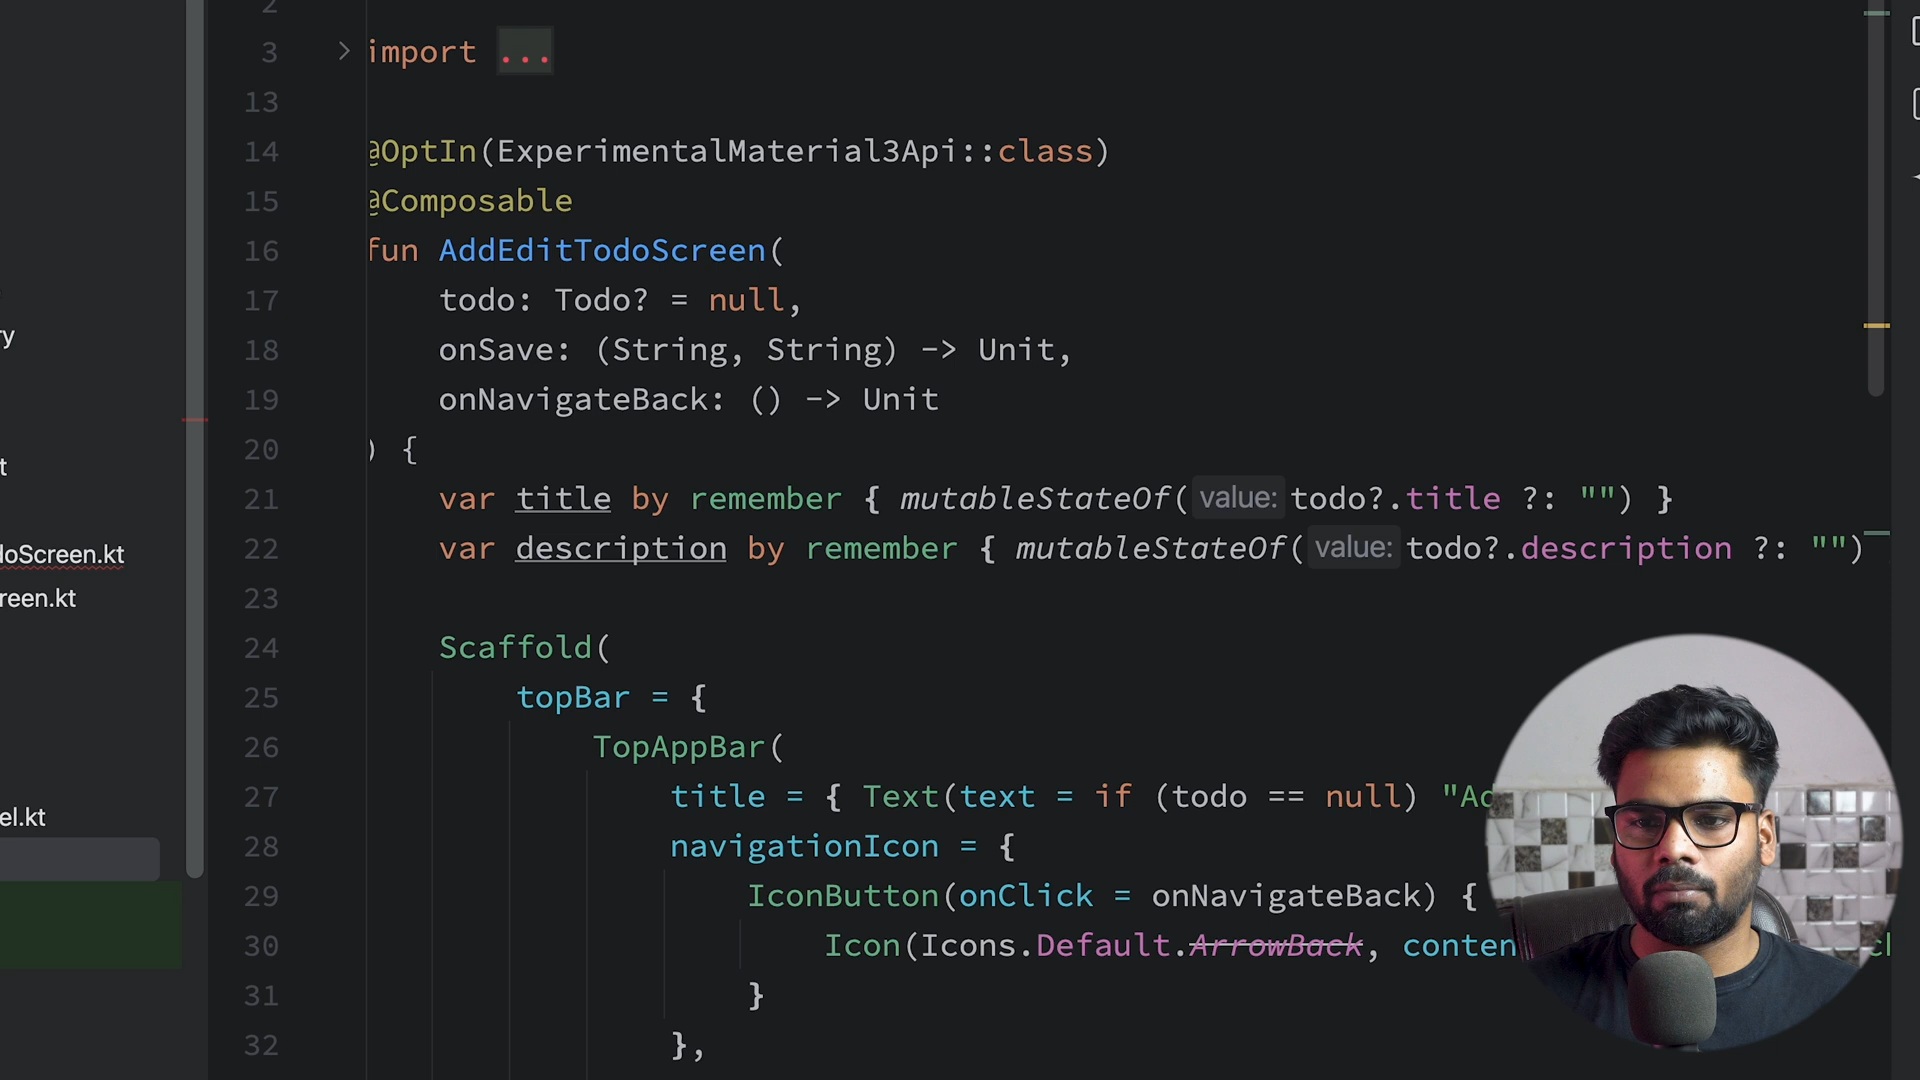 2
3 import ...
13
14 @OptIn(ExperimentalMaterial3Api::class)
15 @Composable
16 fun AddEditTodoScreen(
17 todo: Todo? = null,
18 onSave: (String, String) -> Unit,
19 onNavigateBack: () -> Unit
20 ) {
21 var title by remember { mutableStateOf( value: todo?.title ?: "") }
22 var description by remember { mutableStateOf( value: todo?.description ?: "")
23
24 Scaffold(
25 topBar = {
26 TopAppBar(
27 title = { Text(text = if (todo == null) "Ad
28 navigationIcon = {
29 IconButton(onClick = onNavigateBack) {
30 Icon(Icons.Default.ArrowBack, conten
31 }
32 },
ry
t
doScreen.kt
reen.kt
el.kt